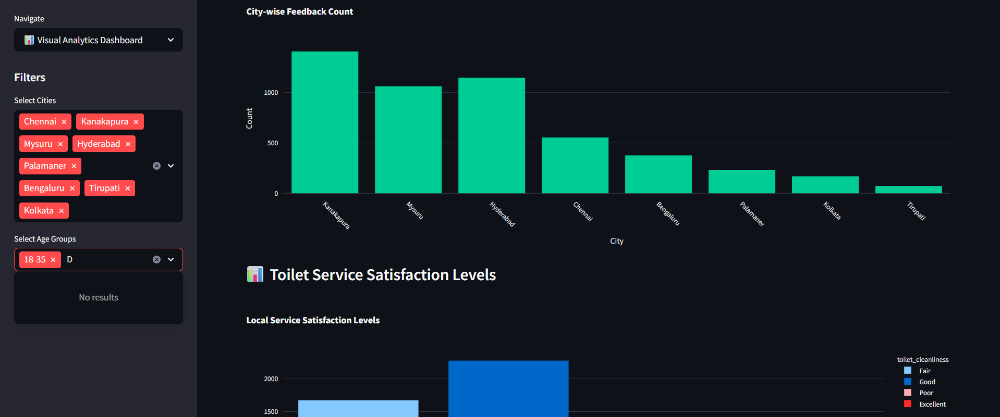 Navigate
📊 Visual Analytics Dashboard
Filters
Select Cities
Chennai × Kanakapura ×
Mysuru × Hyderabad ×
Palamaner ×
Bengaluru × Tirupati ×
Kolkata ×
Select Age Groups
18-35 × D
No results
City-wise Feedback Count
Count
1000
500
0
Kanakapura
Mysuru
Hyderabad
Chennai
Bengaluru
Palamaner
Kolkata
Tirupati
City
📊 Toilet Service Satisfaction Levels
Local Service Satisfaction Levels
2000
1500
toilet_cleanliness
Fair
Good
Poor
Excellent